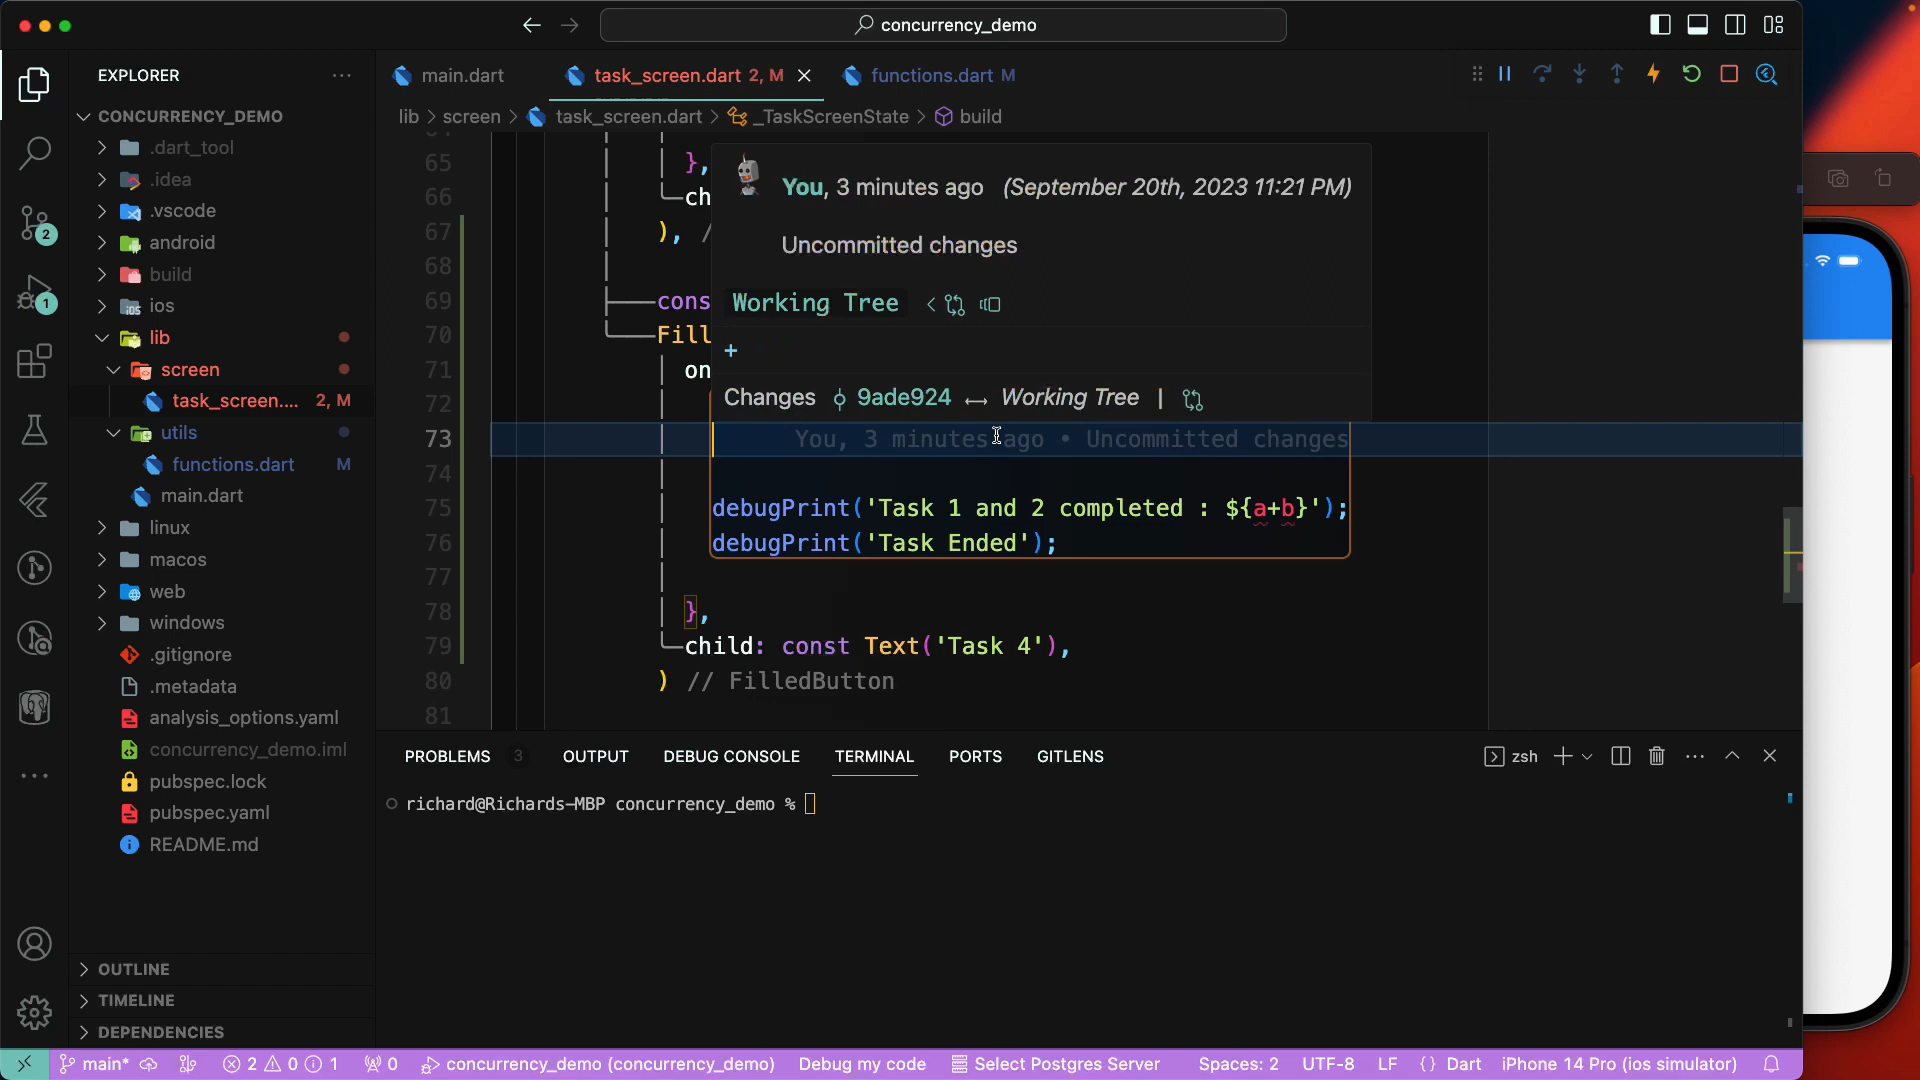 concurrency_demo
EXPLORER
main.dart
task_screen.dart 2, M
functions.dart M
lib > screen > task_screen.dart > _TaskScreenState > build
CONCURRENCY_DEMO
.dart_tool
.idea
.vscode
android
build
ios
lib
screen
task_screen.... 2, M
utils
functions.dart M
main.dart
linux
macos
web
windows
.gitignore
.metadata
analysis_options.yaml
concurrency_demo.iml
pubspec.lock
pubspec.yaml
README.md
OUTLINE
TIMELINE
DEPENDENCIES
65 },
66 ch
67 ), /
68
69 cons
70 Fill
71 on
72
73 You, 3 minutes ago • Uncommitted changes
74
75 debugPrint('Task 1 and 2 completed : ${a+b}');
76 debugPrint('Task Ended');
77
78 },
79 child: const Text('Task 4'),
80 ) // FilledButton
81
You, 3 minutes ago (September 20th, 2023 11:21 PM)
Uncommitted changes
Working Tree
+
Changes 9ade924 ↔ Working Tree |
PROBLEMS 3 OUTPUT DEBUG CONSOLE TERMINAL PORTS GITLENS
zsh
richard@Richards-MBP concurrency_demo %
2
1
main* 2 0 1 0 concurrency_demo (concurrency_demo) Debug my code Select Postgres Server Spaces: 2 UTF-8 LF {} Dart iPhone 14 Pro (ios simulator)